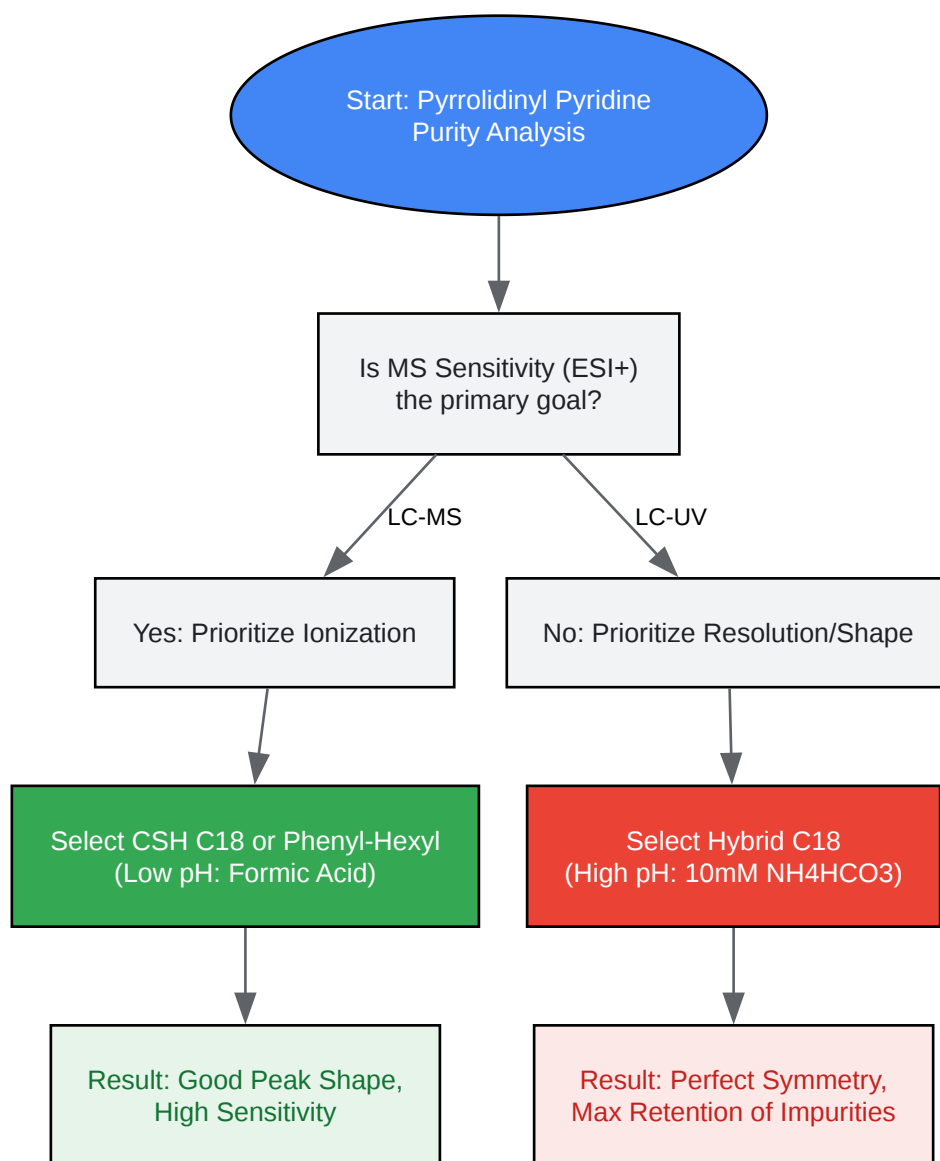 Start: Pyrrolidinyl Pyridine
Purity Analysis
Is MS Sensitivity (ESI+)
the primary goal?
LC-MS
LC-UV
Yes: Prioritize Ionization
No: Prioritize Resolution/Shape
Select CSH C18 or Phenyl-Hexyl
(Low pH: Formic Acid)
Select Hybrid C18
(High pH: 10mM NH4HCO3)
Result: Good Peak Shape,
High Sensitivity
Result: Perfect Symmetry,
Max Retention of Impurities